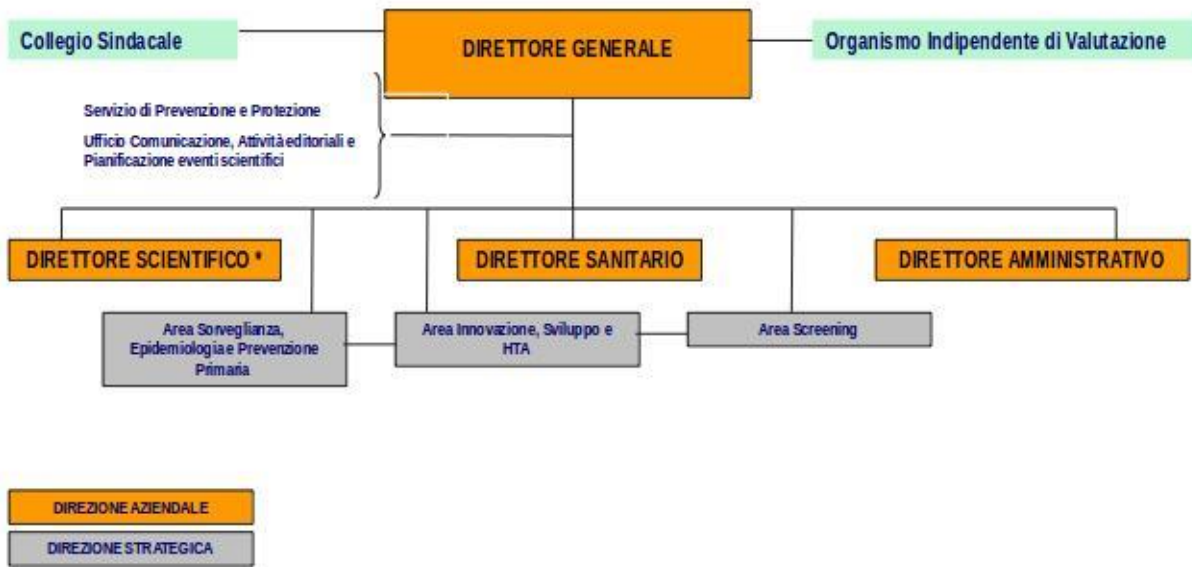 Collegio Sindacale
DIRETTORE GENERALE
Organismo Indipendente di Valutazione
Servizio di Prevenzione e Protezione
Ufficio Comunicazione, Attività editoriali e
Pianificazione eventi scientifici
DIRETTORE SCIENTIFICO *
DIRETTORE SANITARIO
DIRETTORE AMMINISTRATIVO
Area Sorveglianza,
Epidemiologia e Prevenzione
Primaria
Area Innovazione, Sviluppo e
HTA
Area Screening
DIREZIONE AZIENDALE
DIREZIONE STRATEGICA